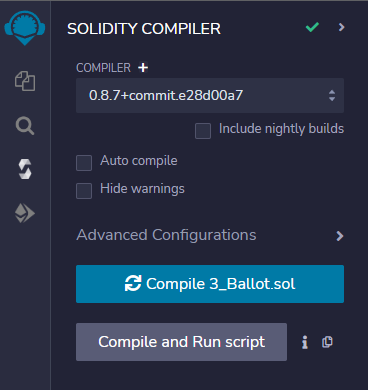 SOLIDITY COMPILER
COMPILER +
0.8.7+commit.e28d00a7
Include nightly builds
Auto compile
Hide warnings
Advanced Configurations
Compile 3_Ballot.sol
Compile and Run script